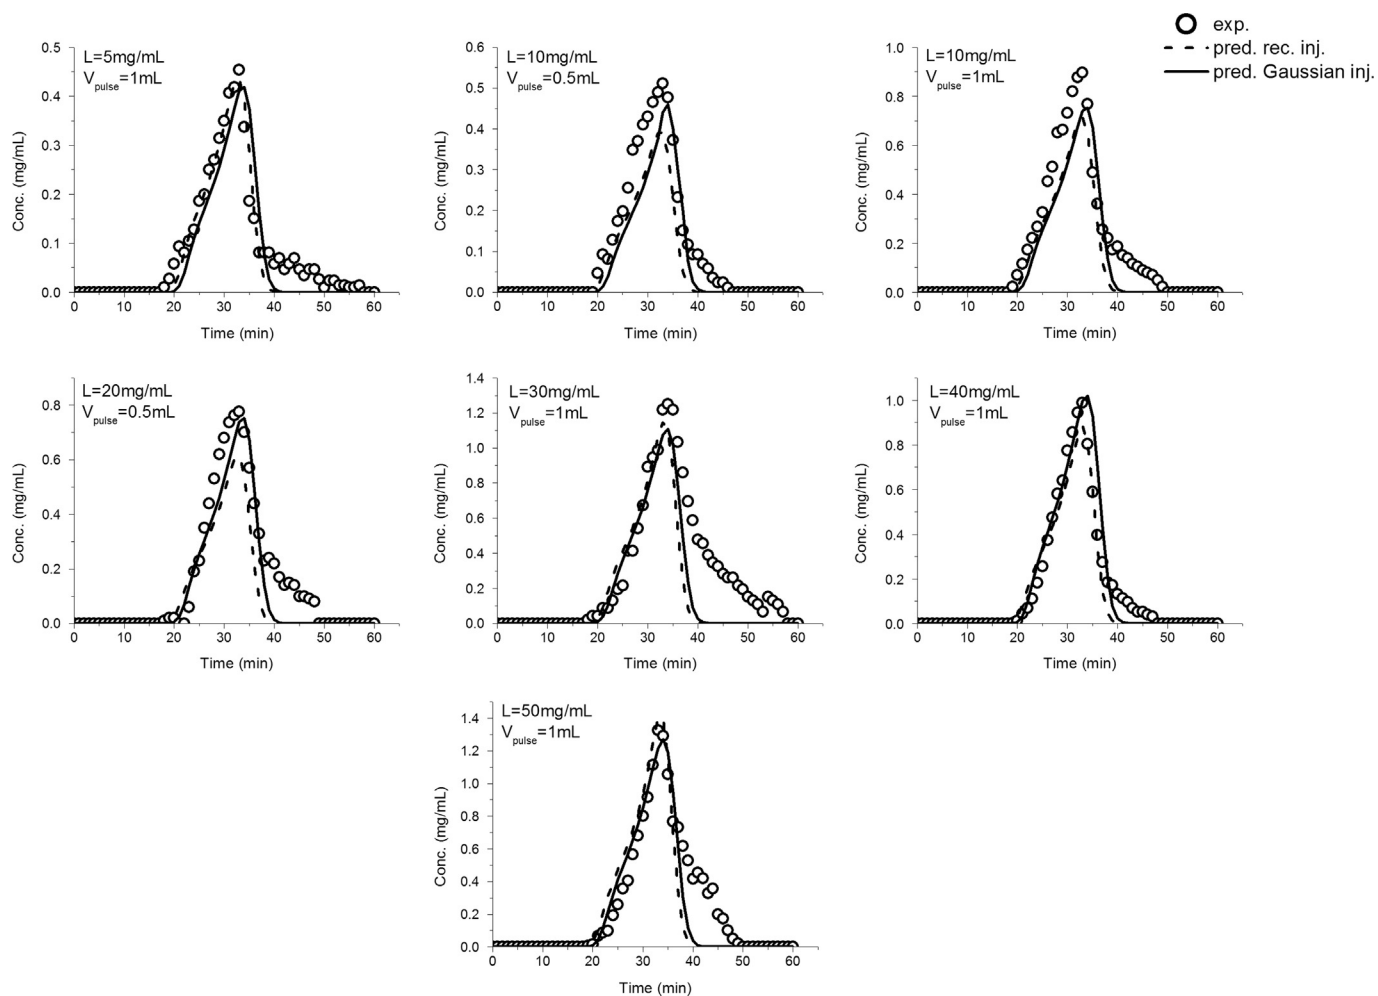 exp.
pred. rec. inj.
pred. Gaussian inj.
L=5mg/mL
Vpulse=1mL
0.5
0.4
0.3
0.2
0.1
0.0
Conc. (mg/mL)
0 10 20 30 40 50 60
Time (min)
L=10mg/mL
Vpulse=0.5mL
0.6
0.5
0.4
0.3
0.2
0.1
0.0
Conc. (mg/mL)
0 10 20 30 40 50 60
Time (min)
L=10mg/mL
Vpulse=1mL
1.0
0.8
0.6
0.4
0.2
0.0
Conc. (mg/mL)
0 10 20 30 40 50 60
Time (min)
L=20mg/mL
Vpulse=0.5mL
0.8
0.6
0.4
0.2
0.0
Conc. (mg/mL)
0 10 20 30 40 50 60
Time (min)
L=30mg/mL
Vpulse=1mL
1.4
1.2
1.0
0.8
0.6
0.4
0.2
0.0
Conc. (mg/mL)
0 10 20 30 40 50 60
Time (min)
L=40mg/mL
Vpulse=1mL
1.0
0.8
0.6
0.4
0.2
0.0
Conc. (mg/mL)
0 10 20 30 40 50 60
Time (min)
L=50mg/mL
Vpulse=1mL
1.4
1.2
1.0
0.8
0.6
0.4
0.2
0.0
Conc. (mg/mL)
0 10 20 30 40 50 60
Time (min)